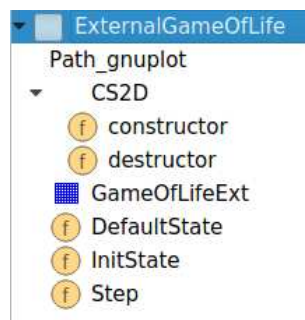 ExternalGameOfLife
Path_gnuplot
CS2D
f constructor
f destructor
GameOfLifeExt
f DefaultState
f InitState
f Step